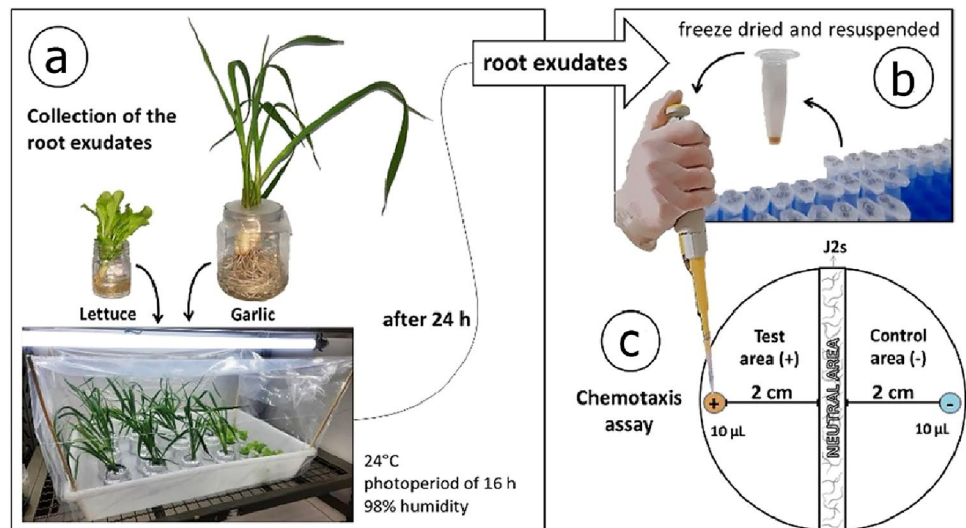 a
Collection of the
root exudates
Lettuce
Garlic
after 24 h
24°C
photoperiod of 16 h
98% humidity
root exudates
freeze dried and resuspended
b
c
Chemotaxis
assay
J2s
Test
area (+)
2 cm
+
10 µL
NEUTRAL AREA
Control
area (-)
2 cm
-
10 µL